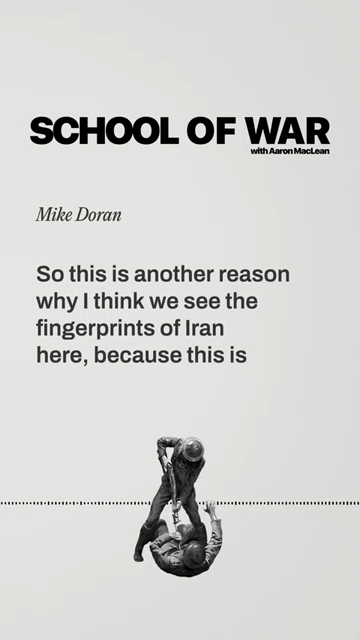 SCHOOL OF WAR
with Aaron MacLean
Mike Doran
So this is another reason
why I think we see the
fingerprints of Iran
here, because this is